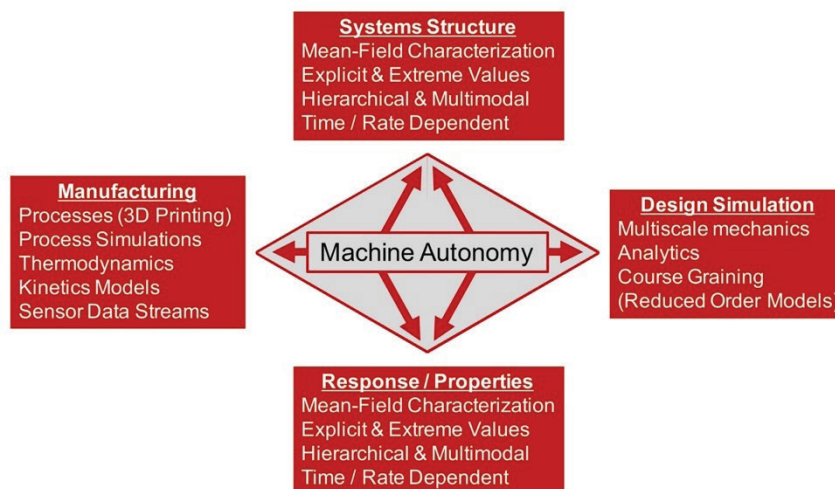 Systems Structure
Mean-Field Characterization
Explicit & Extreme Values
Hierarchical & Multimodal
Time / Rate Dependent
Manufacturing
Processes (3D Printing)
Process Simulations
Thermodynamics
Kinetics Models
Sensor Data Streams
Machine Autonomy
Design Simulation
Multiscale mechanics
Analytics
Course Graining
(Reduced Order Models)
Response / Properties
Mean-Field Characterization
Explicit & Extreme Values
Hierarchical & Multimodal
Time / Rate Dependent